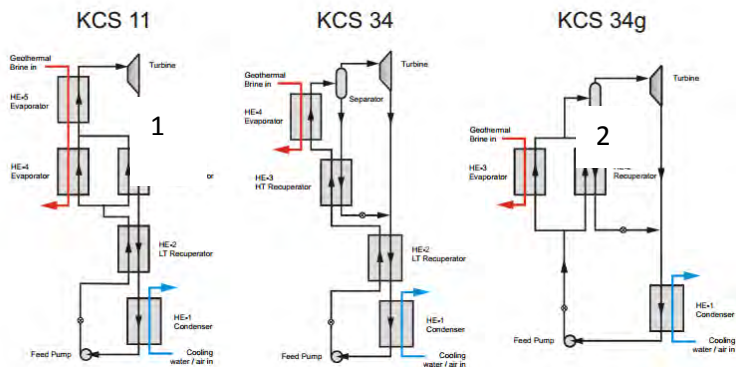 KCS 11
KCS 34
KCS 34g
Geothermal
Brine in
Turbine
HE-5
Evaporator
1
HE-4
Evaporator
HE-2
LT Recuperator
HE-1
Condenser
Feed Pump
Cooling
water / air in
Geothermal
Brine in
Turbine
Separator
HE-4
Evaporator
HE-3
HT Recuperator
HE-2
LT Recuperator
HE-1
Condenser
Feed Pump
Cooling
water / air in
Turbine
2
Geothermal
Brine in
HE-3
Evaporator
Recuperator
HE-1
Condenser
Feed Pump
Cooling
water / air in